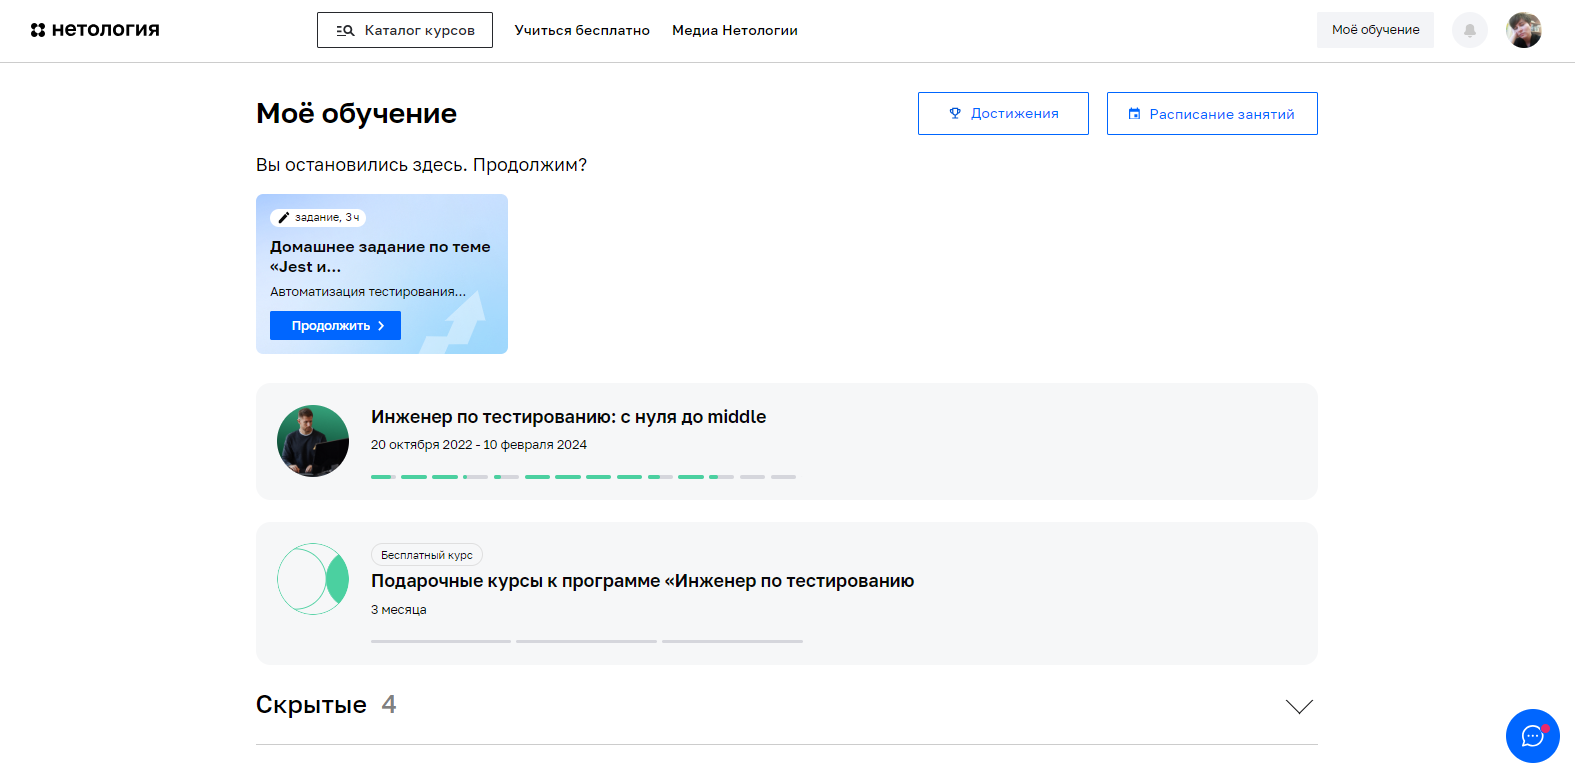 нетология
Каталог курсов
Учиться бесплатно
Медиа Нетологии
Моё обучение
Моё обучение
Достижения
Расписание занятий
Вы остановились здесь. Продолжим?
задание, 3 ч
Домашнее задание по теме
«Jest и...
Автоматизация тестирования...
Продолжить
Инженер по тестированию: с нуля до middle
20 октября 2022 - 10 февраля 2024
Бесплатный курс
Подарочные курсы к программе «Инженер по тестированию
3 месяца
Скрытые 4